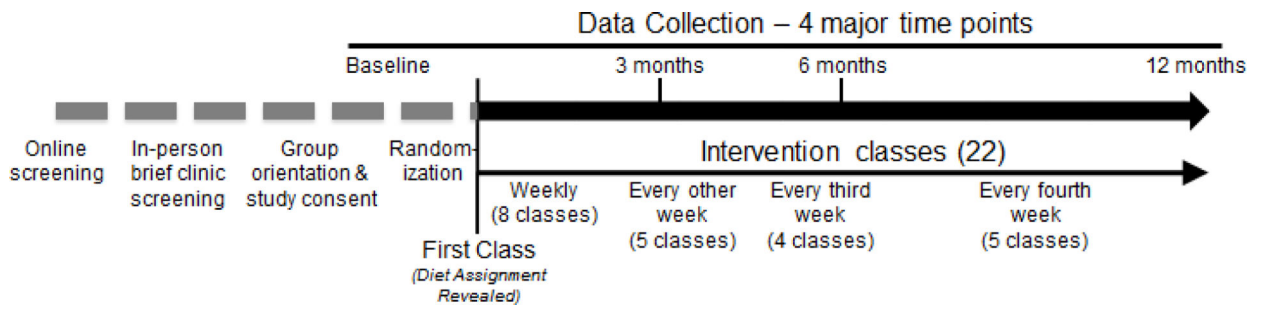 Data Collection – 4 major time points
Baseline
3 months
6 months
12 months
Online
screening
In-person
brief clinic
screening
Group
orientation &
study consent
Random-
ization
Intervention classes (22)
Weekly
(8 classes)
Every other
week
(5 classes)
Every third
week
(4 classes)
Every fourth
week
(5 classes)
First Class
(Diet Assignment
Revealed)